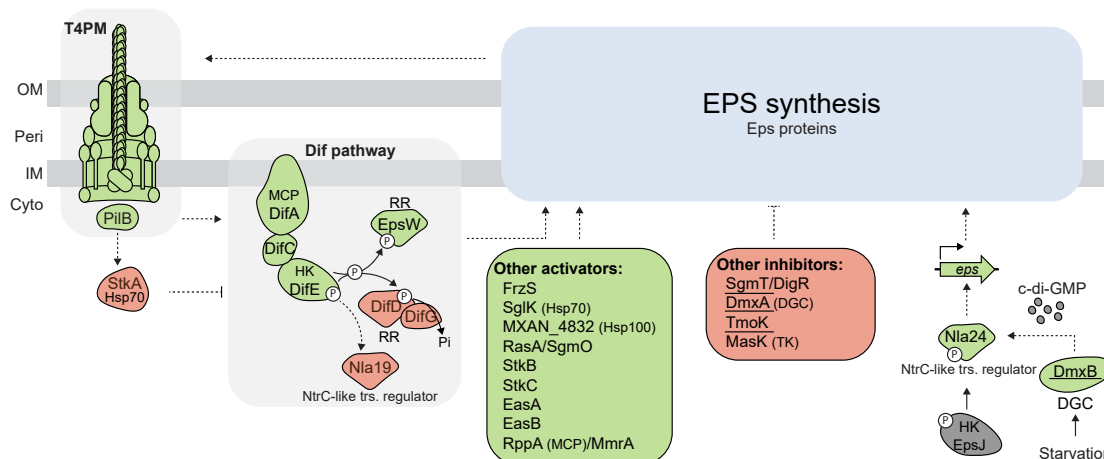 T4PM
OM
Peri
IM
Cyto
PilB
StkA
Hsp70
Dif pathway
MCP
DifA
DifC
HK
DifE
P
P
RR
EpsW
P
P
DifD
DifG
RR
Pi
Nla19
NtrC-like trs. regulator
EPS synthesis
Eps proteins
Other activators:
FrzS
SglK (Hsp70)
MXAN_4832 (Hsp100)
RasA/SgmO
StkB
StkC
EasA
EasB
RppA (MCP)/MmrA
Other inhibitors:
SgmT/DigR
DmxA (DGC)
TmoK
MasK (TK)
eps
c-di-GMP
Nla24
P
NtrC-like trs. regulator
P
HK
EpsJ
DmxB
DGC
Starvation